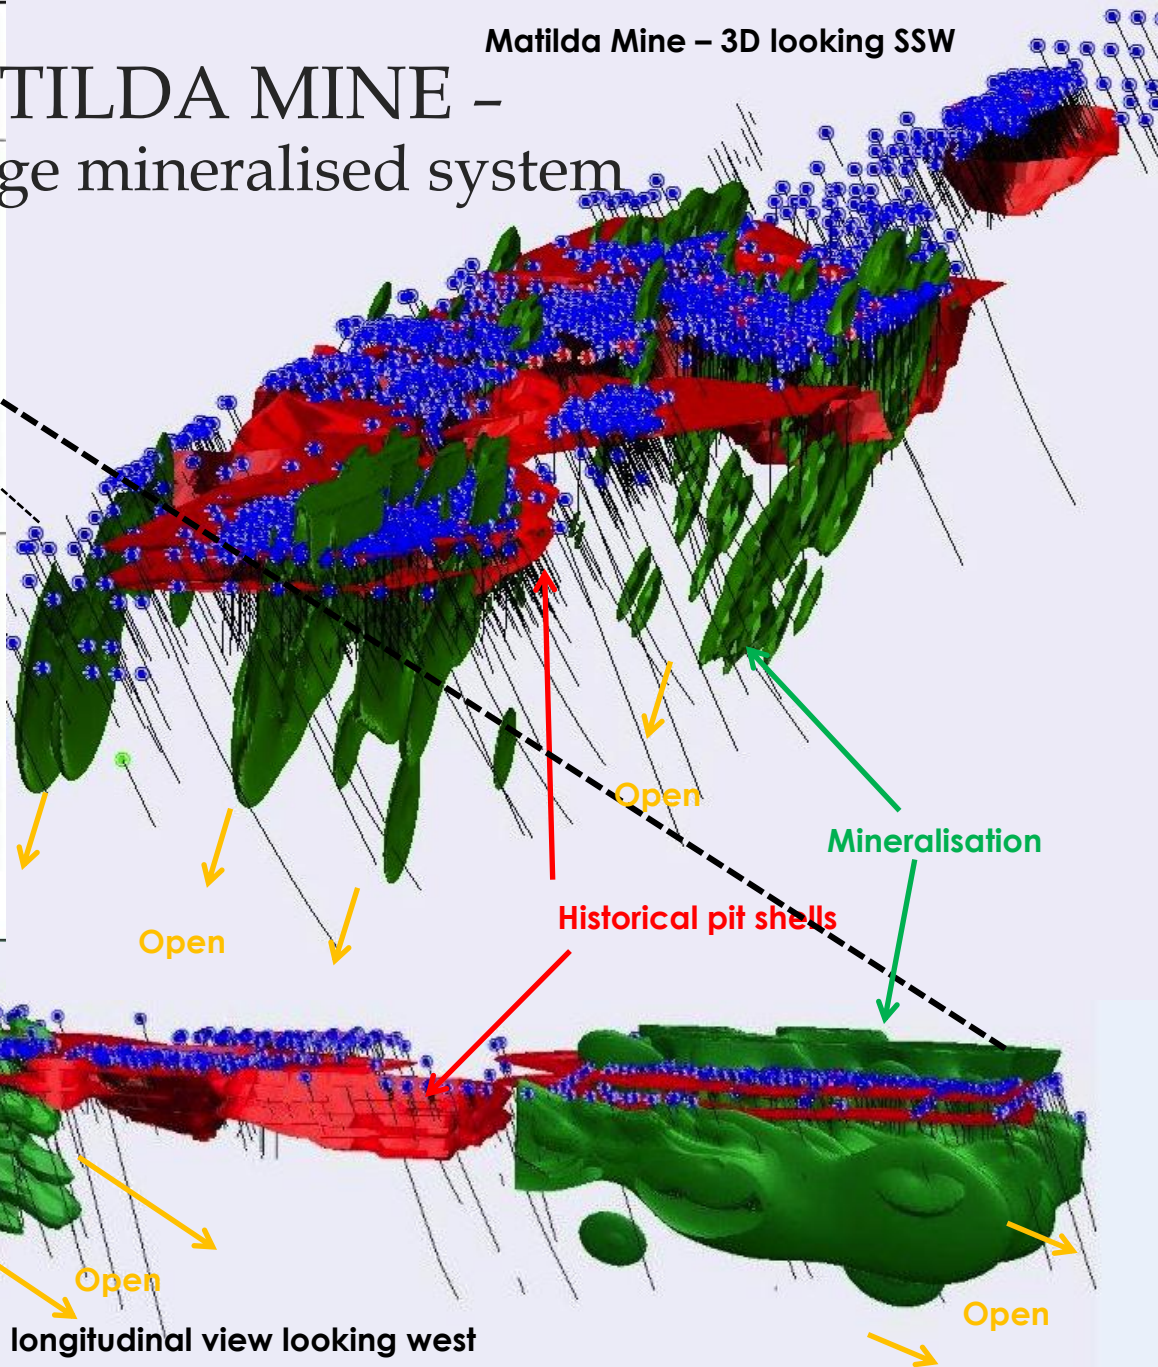 Matilda Mine – 3D looking SSW
TILDA MINE –
ge mineralised system
Open
Mineralisation
Historical pit shells
Open
Open
Open
longitudinal view looking west